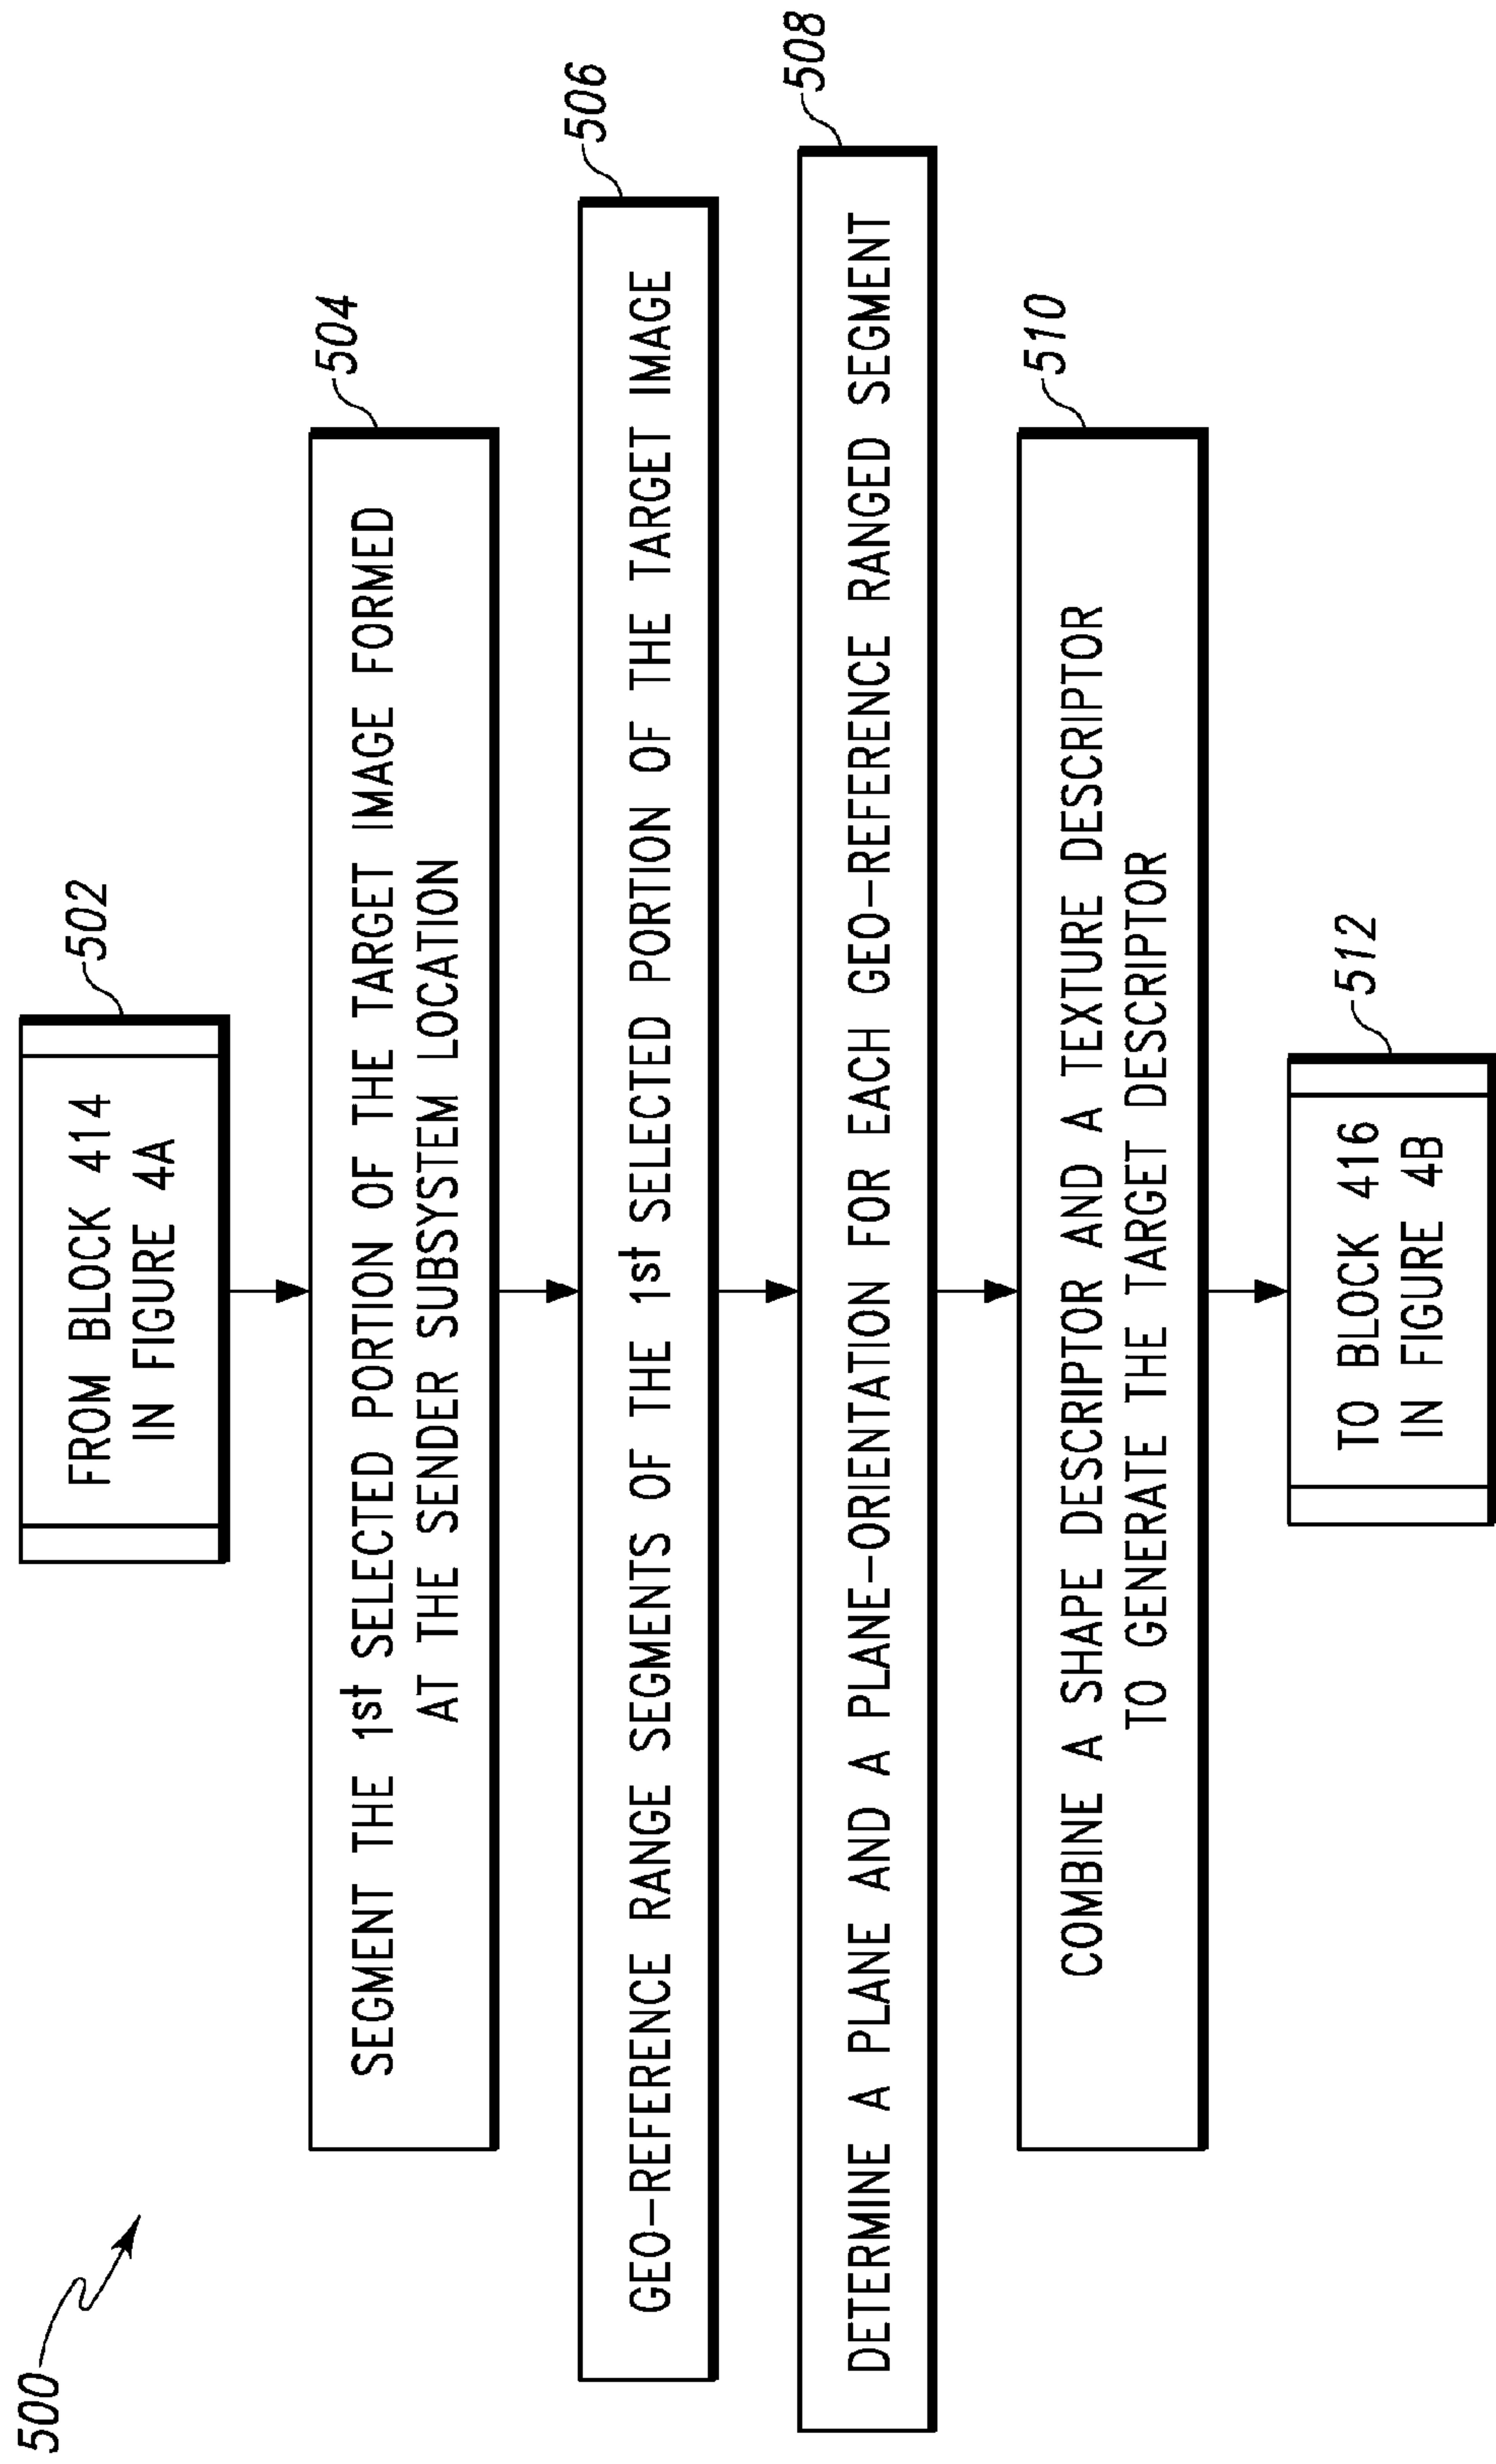 500
FROM BLOCK 414
IN FIGURE 4A
502
SEGMENT THE 1st SELECTED PORTION OF THE TARGET IMAGE FORMED
AT THE SENDER SUBSYSTEM LOCATION
504
GEO-REFERENCE RANGE SEGMENTS OF THE 1st SELECTED PORTION OF THE TARGET IMAGE
506
DETERMINE A PLANE AND A PLANE-ORIENTATION FOR EACH GEO-REFERENCE RANGED SEGMENT
508
COMBINE A SHAPE DESCRIPTOR AND A TEXTURE DESCRIPTOR
TO GENERATE THE TARGET DESCRIPTOR
510
TO BLOCK 416
IN FIGURE 4B
512